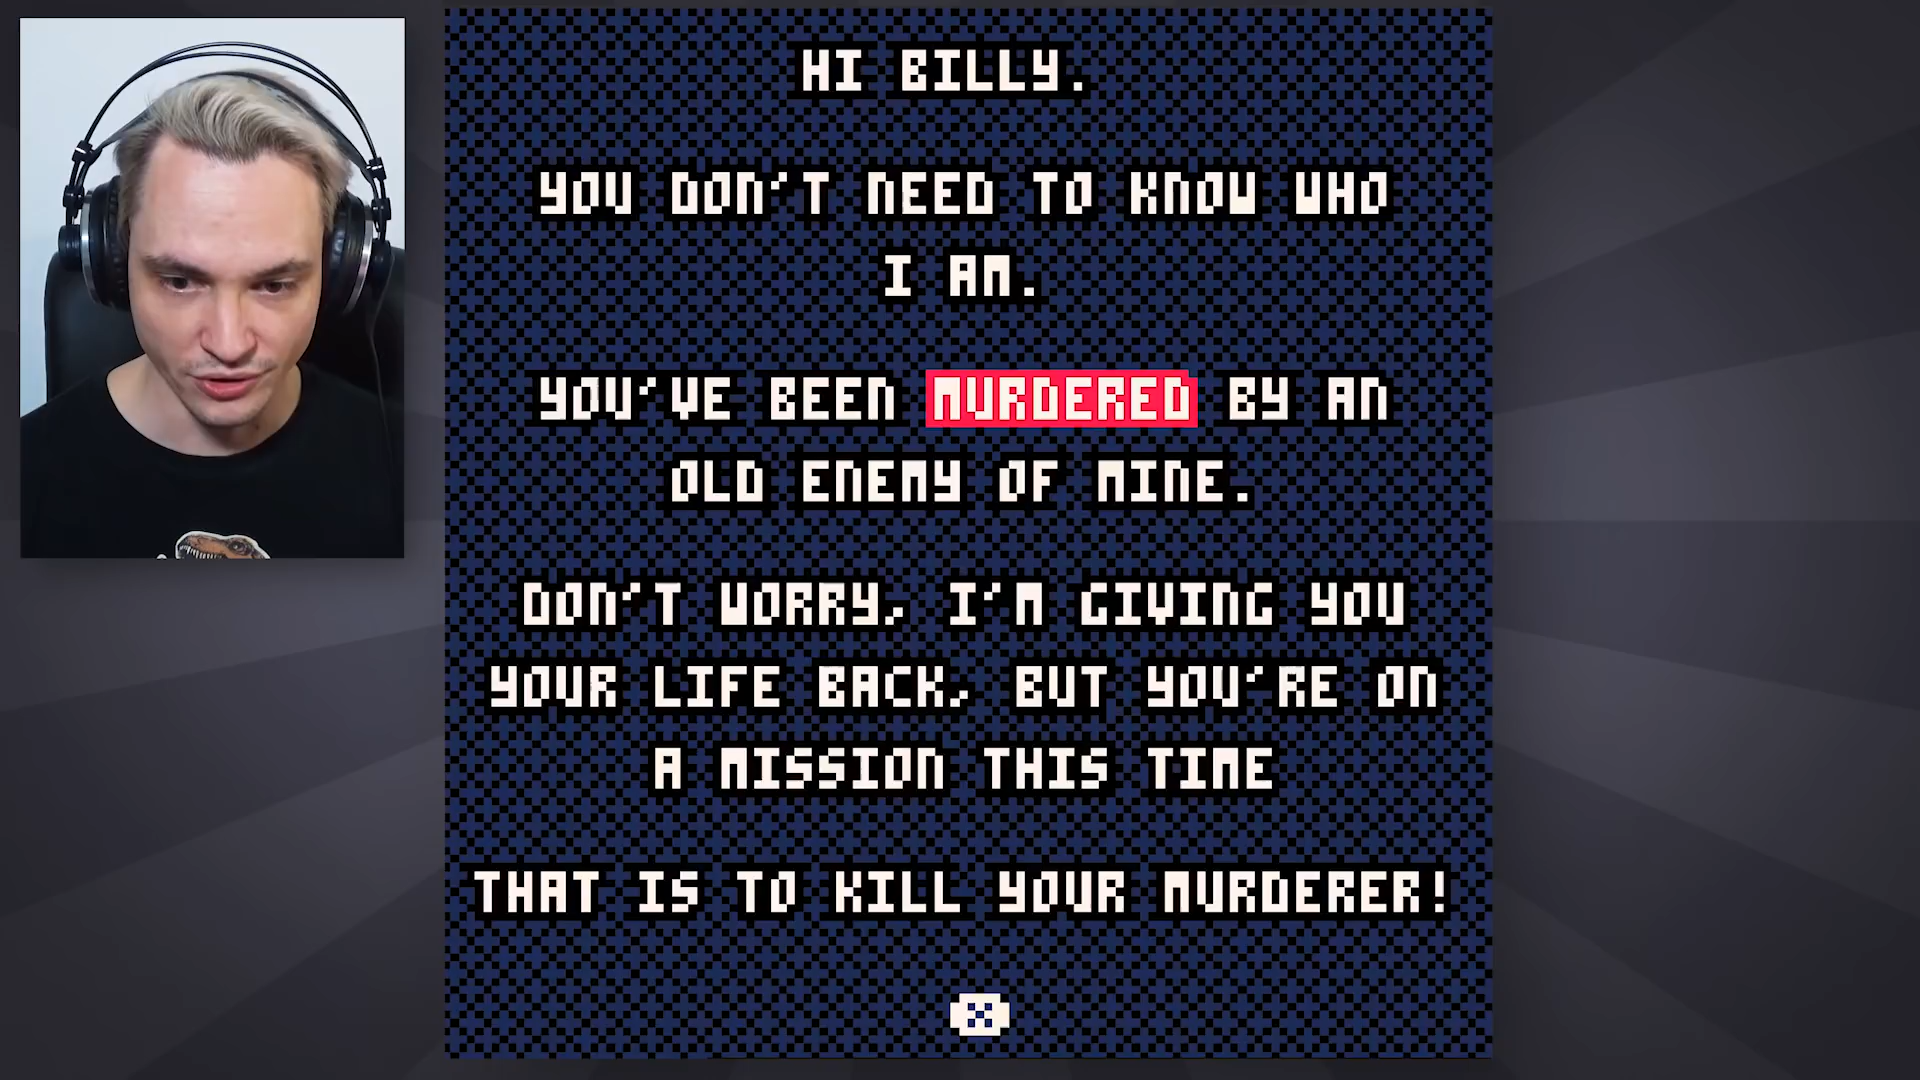 HI BILLY.
YOU DON'T NEED TO KNOW WHO
I AM.
YOU'VE BEEN MURDERED BY AN
OLD ENEMY OF MINE.
DON'T WORRY, I'M GIVING YOU
YOUR LIFE BACK, BUT YOU'RE ON
A MISSION THIS TIME
THAT IS TO KILL YOUR MURDERER!